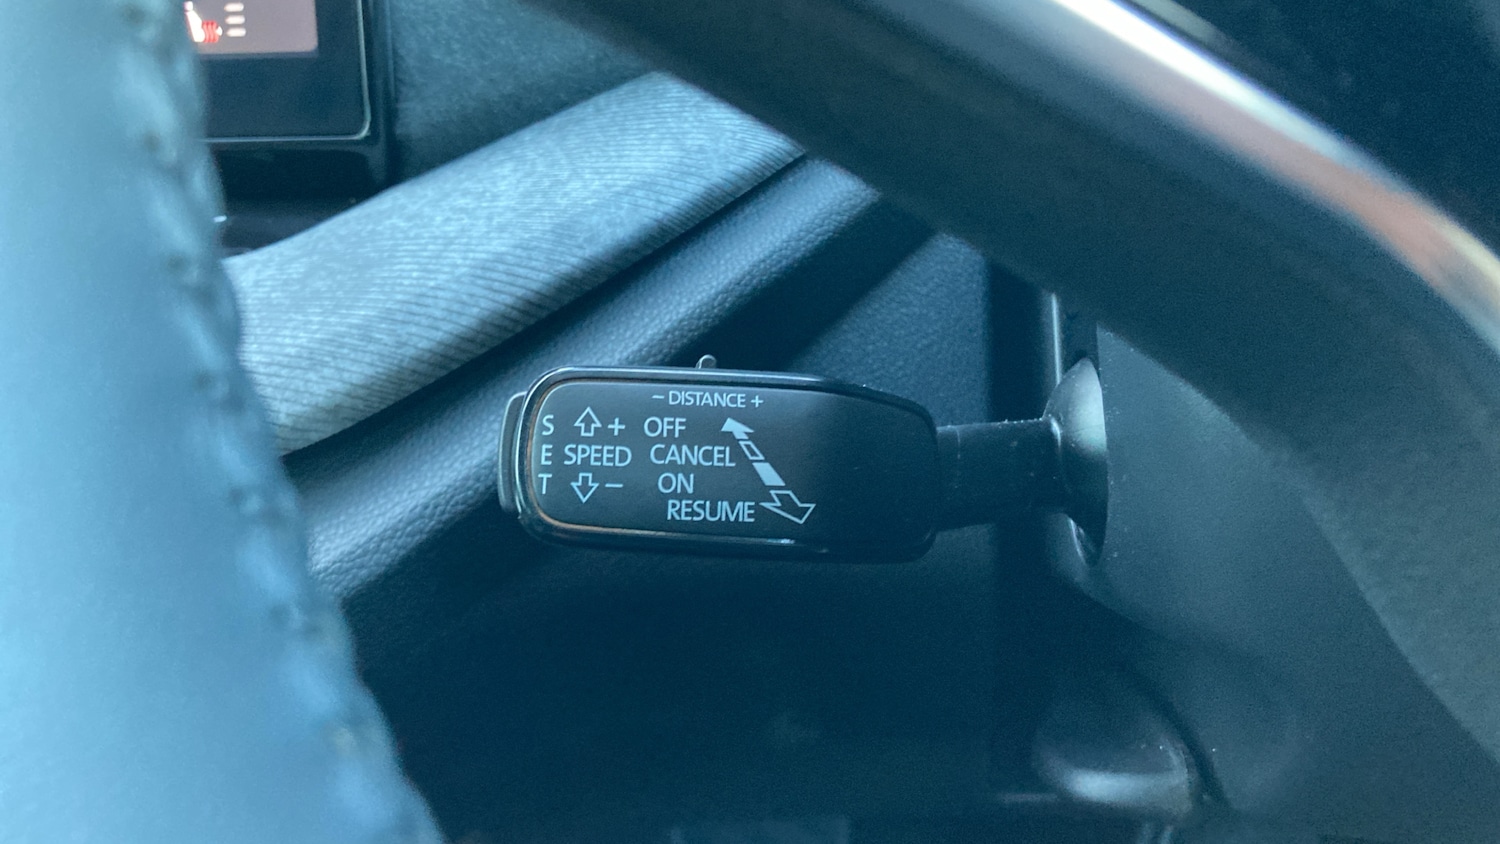 − DISTANCE +
S + OFF
E SPEED CANCEL
T − ON
RESUME